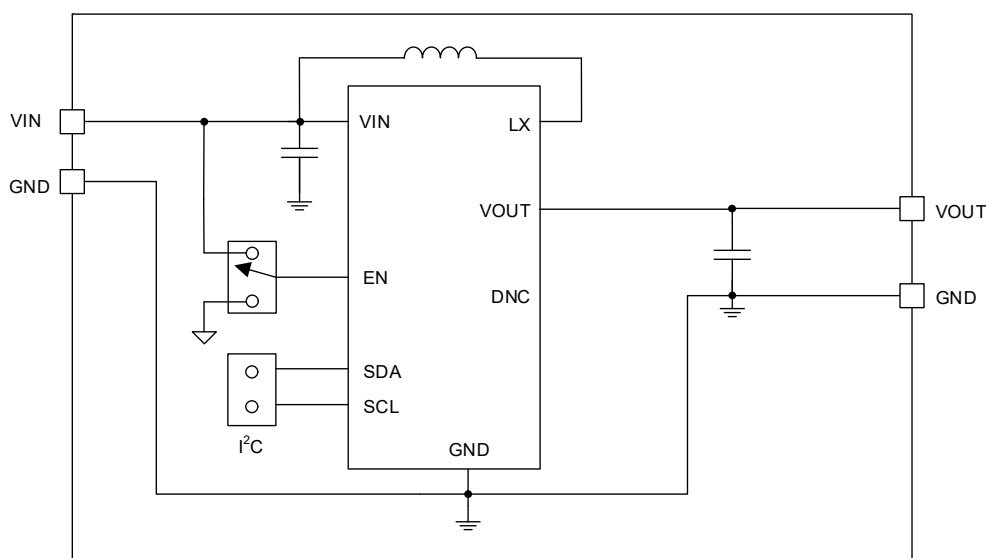 VIN
VIN
LX
GND
VOUT
VOUT
EN
DNC
GND
SDA
SCL
I²C
GND